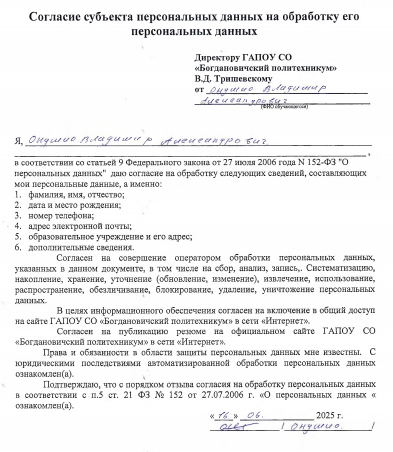 Согласие субъекта персональных данных на обработку его
персональных данных
Директору ГАПОУ СО
«Богдановичский политехникум»
В.Д. Тришевскому
от Онушко Владимир
Александрович
(ФИО обучающегося)
Я, Онушко Владимир Александрович
в соответствии со статьей 9 Федерального закона от 27 июля 2006 года N 152-ФЗ "О
персональных данных" даю согласие на обработку следующих сведений, составляющих
мои персональные данные, а именно:
1. фамилия, имя, отчество;
2. дата и место рождения;
3. номер телефона;
4. адрес электронной почты;
5. образовательное учреждение и его адрес;
6. дополнительные сведения.
Согласен на совершение оператором обработки персональных данных,
указанных в данном документе, в том числе на сбор, анализ, запись,. Систематизацию,
накопление, хранение, уточнение (обновление, изменение), извлечение, использование,
распространение, обезличивание, блокирование, удаление, уничтожение персональных
данных.
В целях информационного обеспечения согласен на включение в общий доступ
на сайте ГАПОУ СО «Богдановичский политехникум» в сети «Интернет».
Согласен на публикацию резюме на официальном сайте ГАПОУ СО
«Богдановичский политехникум» в сети «Интернет».
Права и обязанности в области защиты персональных данных мне известны. С
юридическими последствиями автоматизированной обработки персональных данных
ознакомлен(а).
Подтверждаю, что с порядком отзыва согласия на обработку персональных данных
в соответствии с п.5 ст. 21 ФЗ № 152 от 27.07.2006 г. «О персональных данных «
ознакомлен(а).
« 16 » 06. 2025 г.
( Онушко )